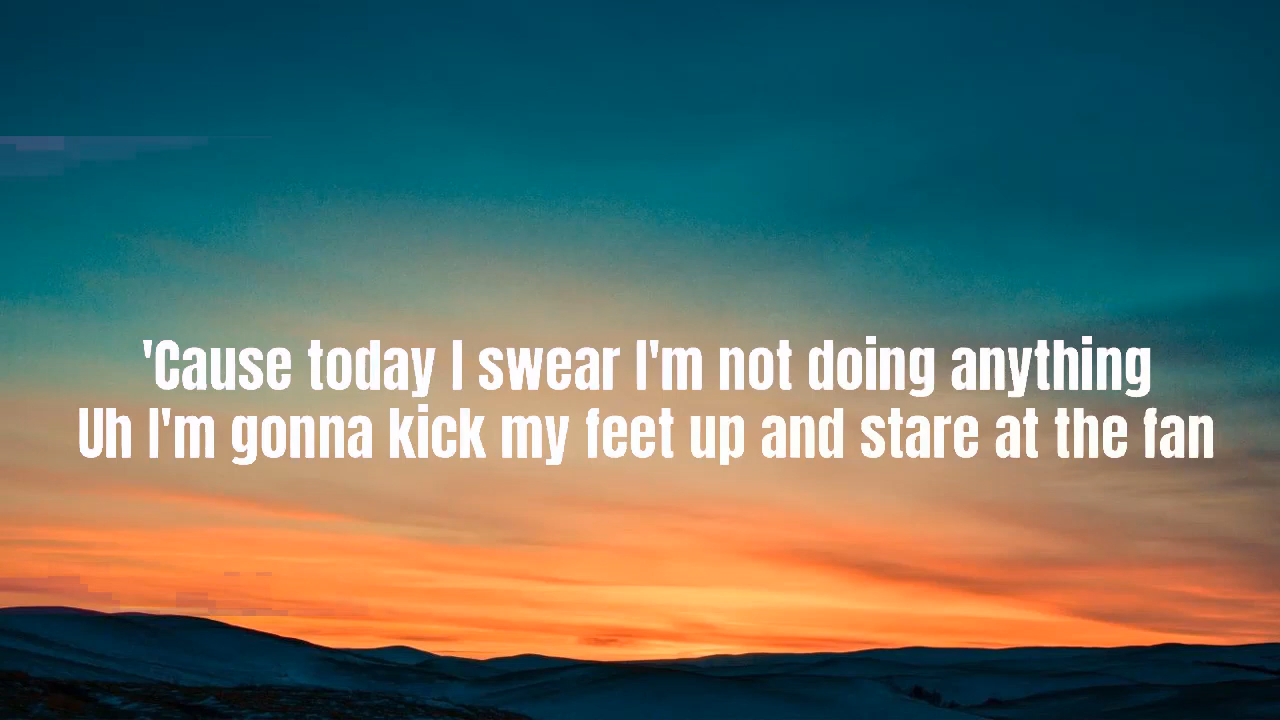 'Cause today I swear I'm not doing anything
Uh I'm gonna kick my feet up and stare at the fan